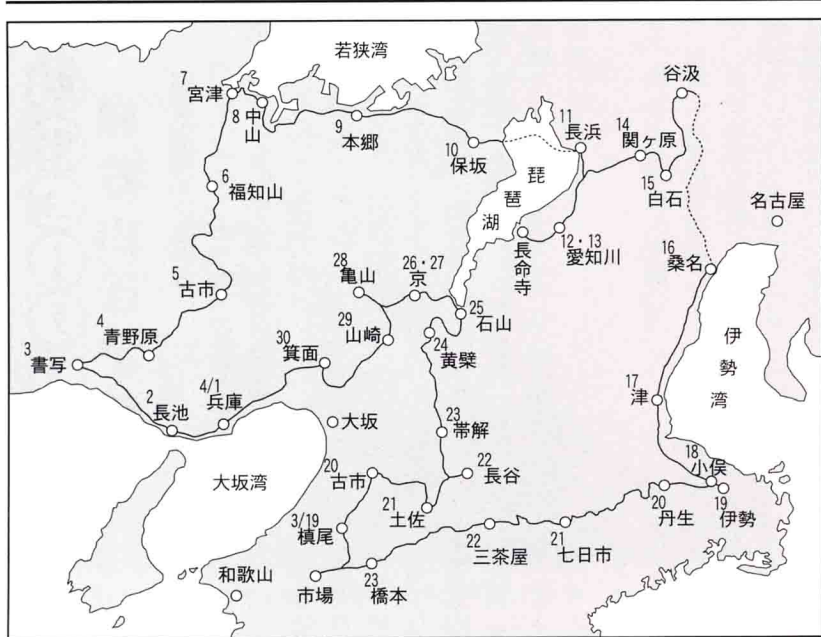 若狭湾
7
宮津
8
中山
9
本郷
10
保坂
11
長浜
琵琶湖
谷汲
14
関ヶ原
15
白石
名古屋
6
福知山
長命寺
12・13
愛知川
16
桑名
5
古市
28
亀山
26・27
京
25
石山
4
青野原
29
山崎
24
黄檗
伊勢湾
3
書写
30
箕面
4/1
兵庫
2
長池
大坂
23
帯解
17
津
大坂湾
20
古市
22
長谷
18
小俣
21
土佐
3/19
槙尾
20
丹生
19
伊勢
22
三茶屋
21
七日市
和歌山
市場
23
橋本